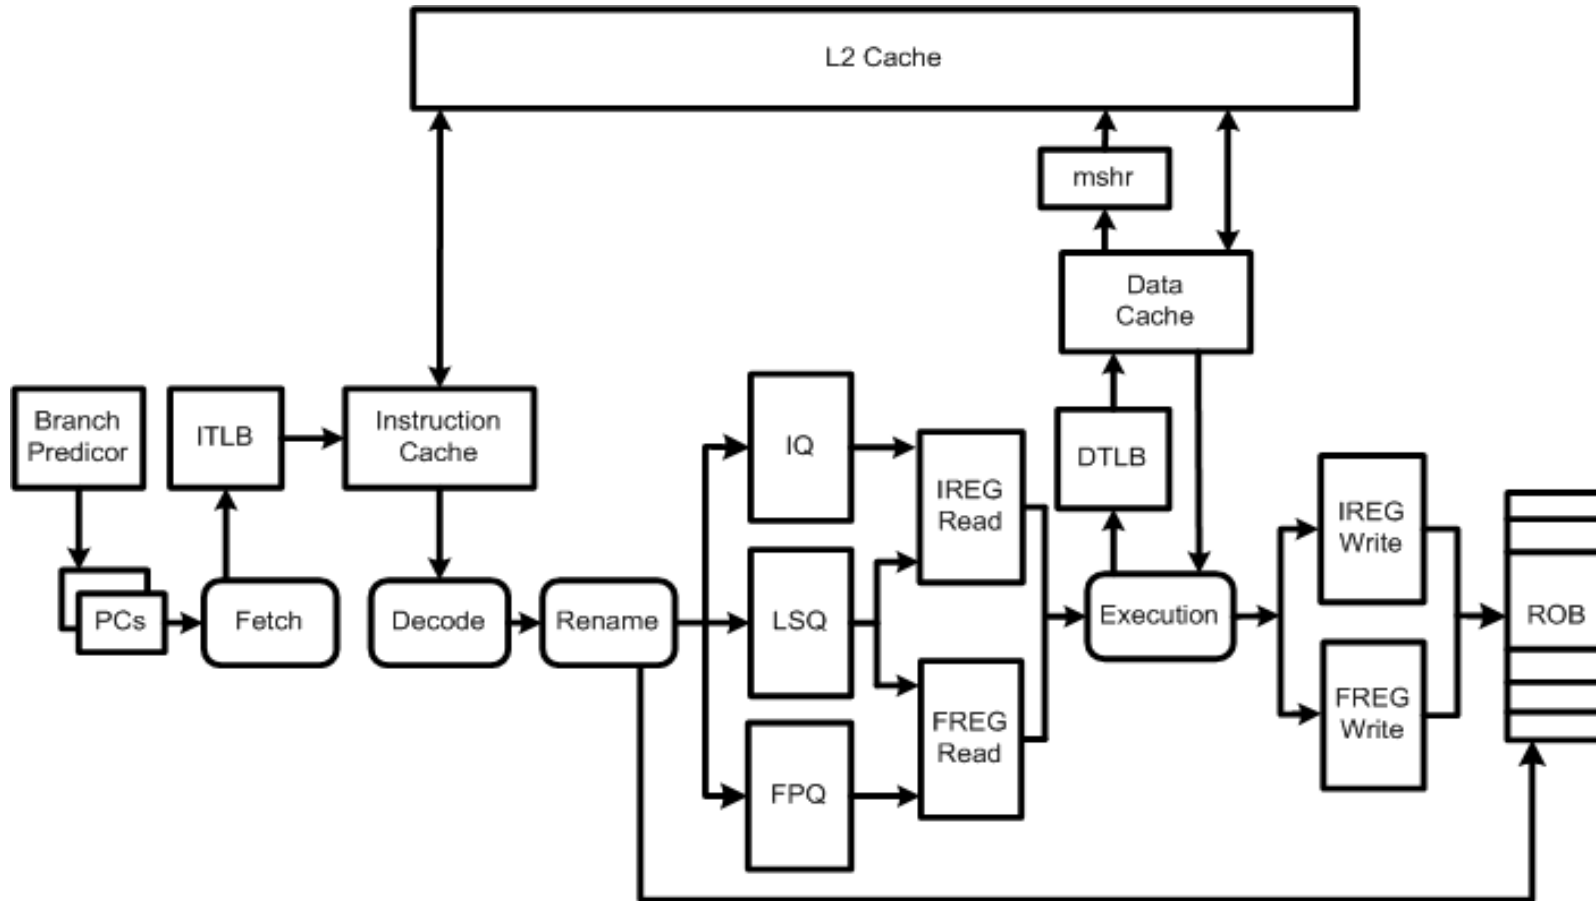 L2 Cache
mshr
Data
Cache
Branch
Predicor
ITLB
Instruction
Cache
IQ
IREG
Read
DTLB
IREG
Write
PCs
Fetch
Decode
Rename
LSQ
Execution
ROB
FREG
Read
FREG
Write
FPQ